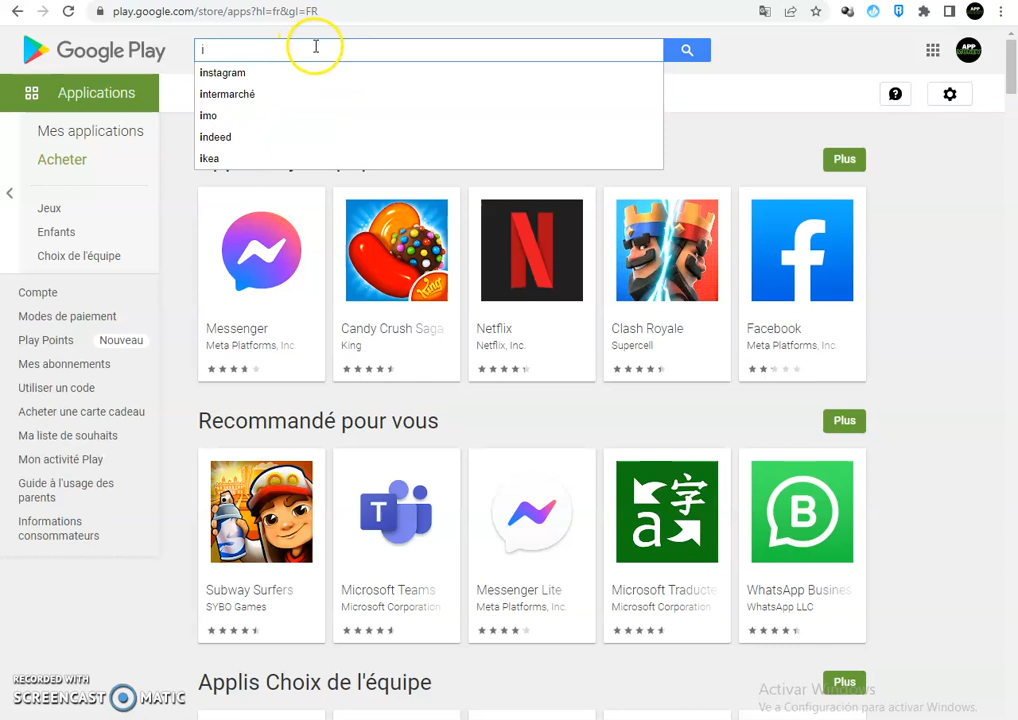 play.google.com/store/apps?hl=fr&gl=FR
Google Play
i
instagram
intermarché
imo
indeed
ikea
Applications
Mes applications
Acheter
Jeux
Enfants
Choix de l'équipe
Compte
Modes de paiement
Play Points Nouveau
Mes abonnements
Utiliser un code
Acheter une carte cadeau
Ma liste de souhaits
Mon activité Play
Guide à l'usage des
parents
Informations
consommateurs
Plus
Messenger
Meta Platforms, Inc.
Candy Crush Saga
King
Netflix
Netflix, Inc.
Clash Royale
Supercell
Facebook
Meta Platforms, Inc.
Recommandé pour vous
Plus
Subway Surfers
SYBO Games
Microsoft Teams
Microsoft Corporation
Messenger Lite
Meta Platforms, Inc.
Microsoft Traducte
Microsoft Corporation
WhatsApp Busines
WhatsApp LLC
Applis Choix de l'équipe
Plus
RECORDED WITH
SCREENCAST MATIC
Activar Windows
Ve a Configuración para activar Windows.